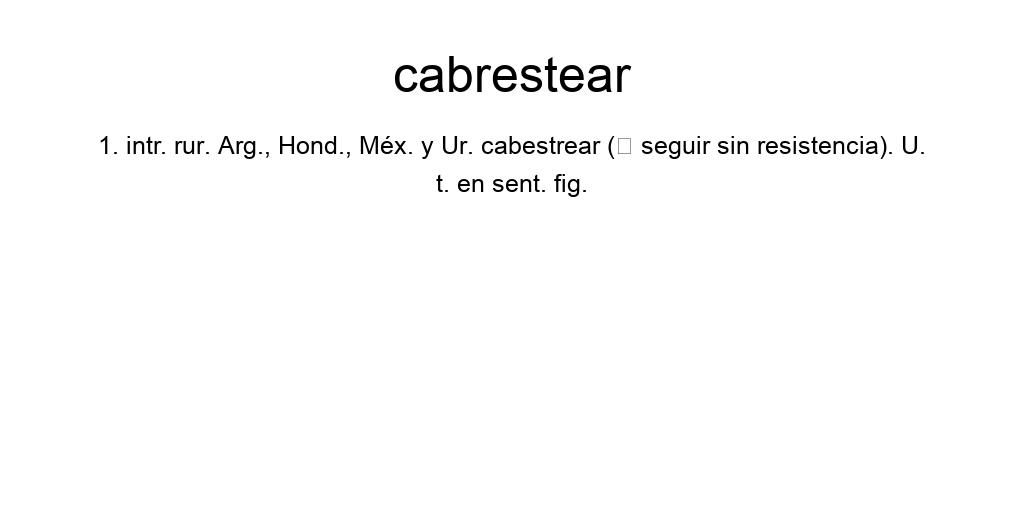 cabrestear
1. intr. rur. Arg., Hond., Méx. y Ur. cabestrear (□ seguir sin resistencia). U.
t. en sent. fig.